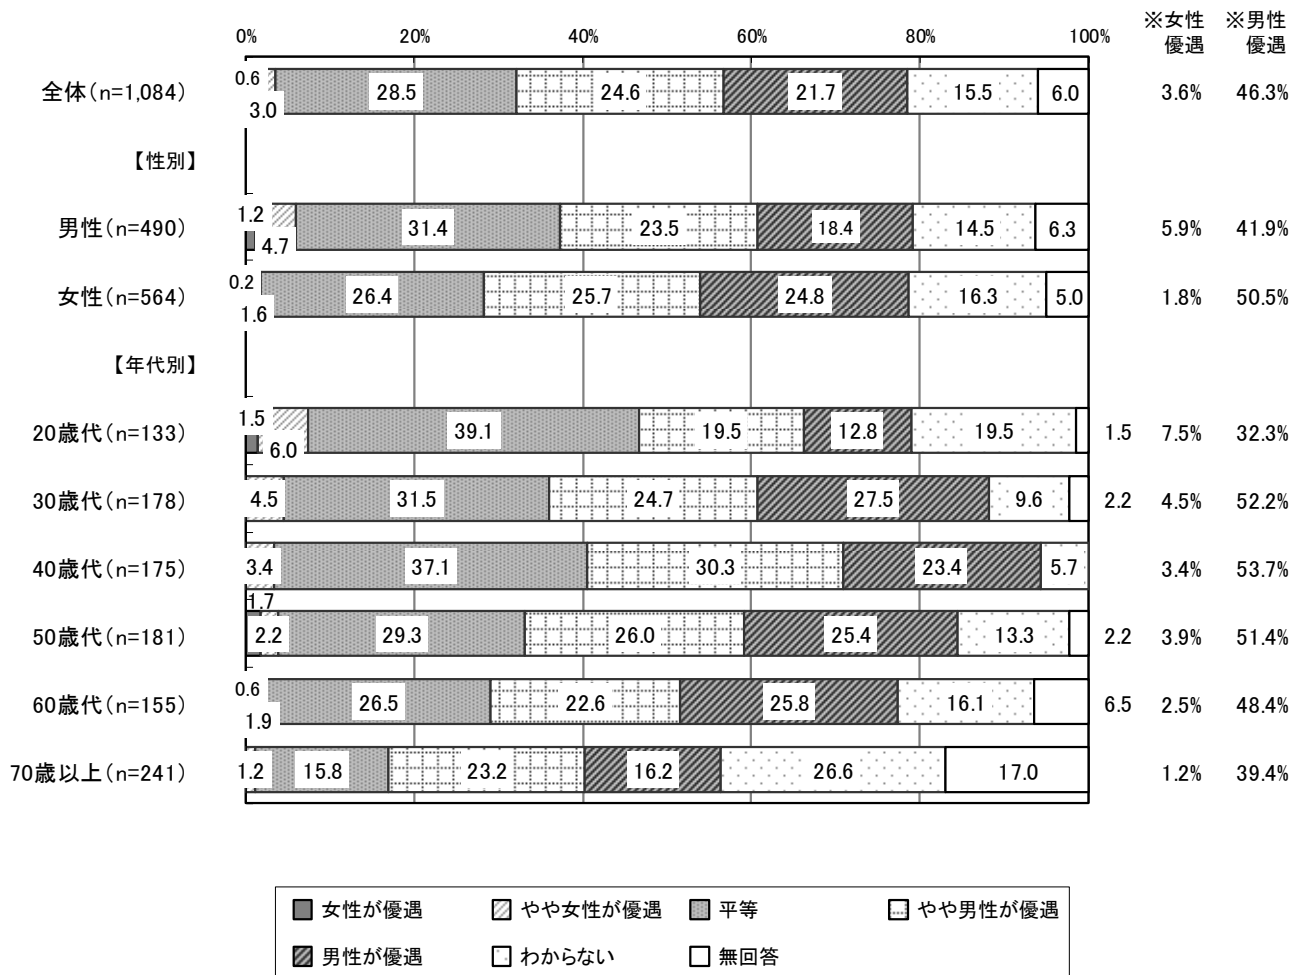 ※女性 ※男性
0% 20% 40% 60% 80% 100% 優遇 優遇
全体(n=1,084) 0.6 3.0 28.5 24.6 21.7 15.5 6.0 3.6% 46.3%
【性別】
男性(n=490) 1.2 4.7 31.4 23.5 18.4 14.5 6.3 5.9% 41.9%
女性(n=564) 0.2 1.6 26.4 25.7 24.8 16.3 5.0 1.8% 50.5%
【年代別】
20歳代(n=133) 1.5 6.0 39.1 19.5 12.8 19.5 1.5 7.5% 32.3%
30歳代(n=178) 4.5 31.5 24.7 27.5 9.6 2.2 4.5% 52.2%
40歳代(n=175) 3.4 37.1 30.3 23.4 5.7 3.4% 53.7%
50歳代(n=181) 1.7 2.2 29.3 26.0 25.4 13.3 2.2 3.9% 51.4%
60歳代(n=155) 0.6 1.9 26.5 22.6 25.8 16.1 6.5 2.5% 48.4%
70歳以上(n=241) 1.2 15.8 23.2 16.2 26.6 17.0 1.2% 39.4%
女性が優遇 やや女性が優遇 平等 やや男性が優遇
男性が優遇 わからない 無回答